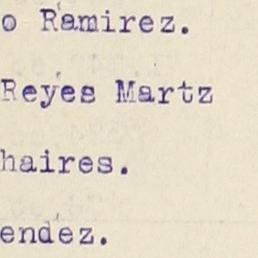 o Ramirez.
Reyes Martz
haires.
endez.